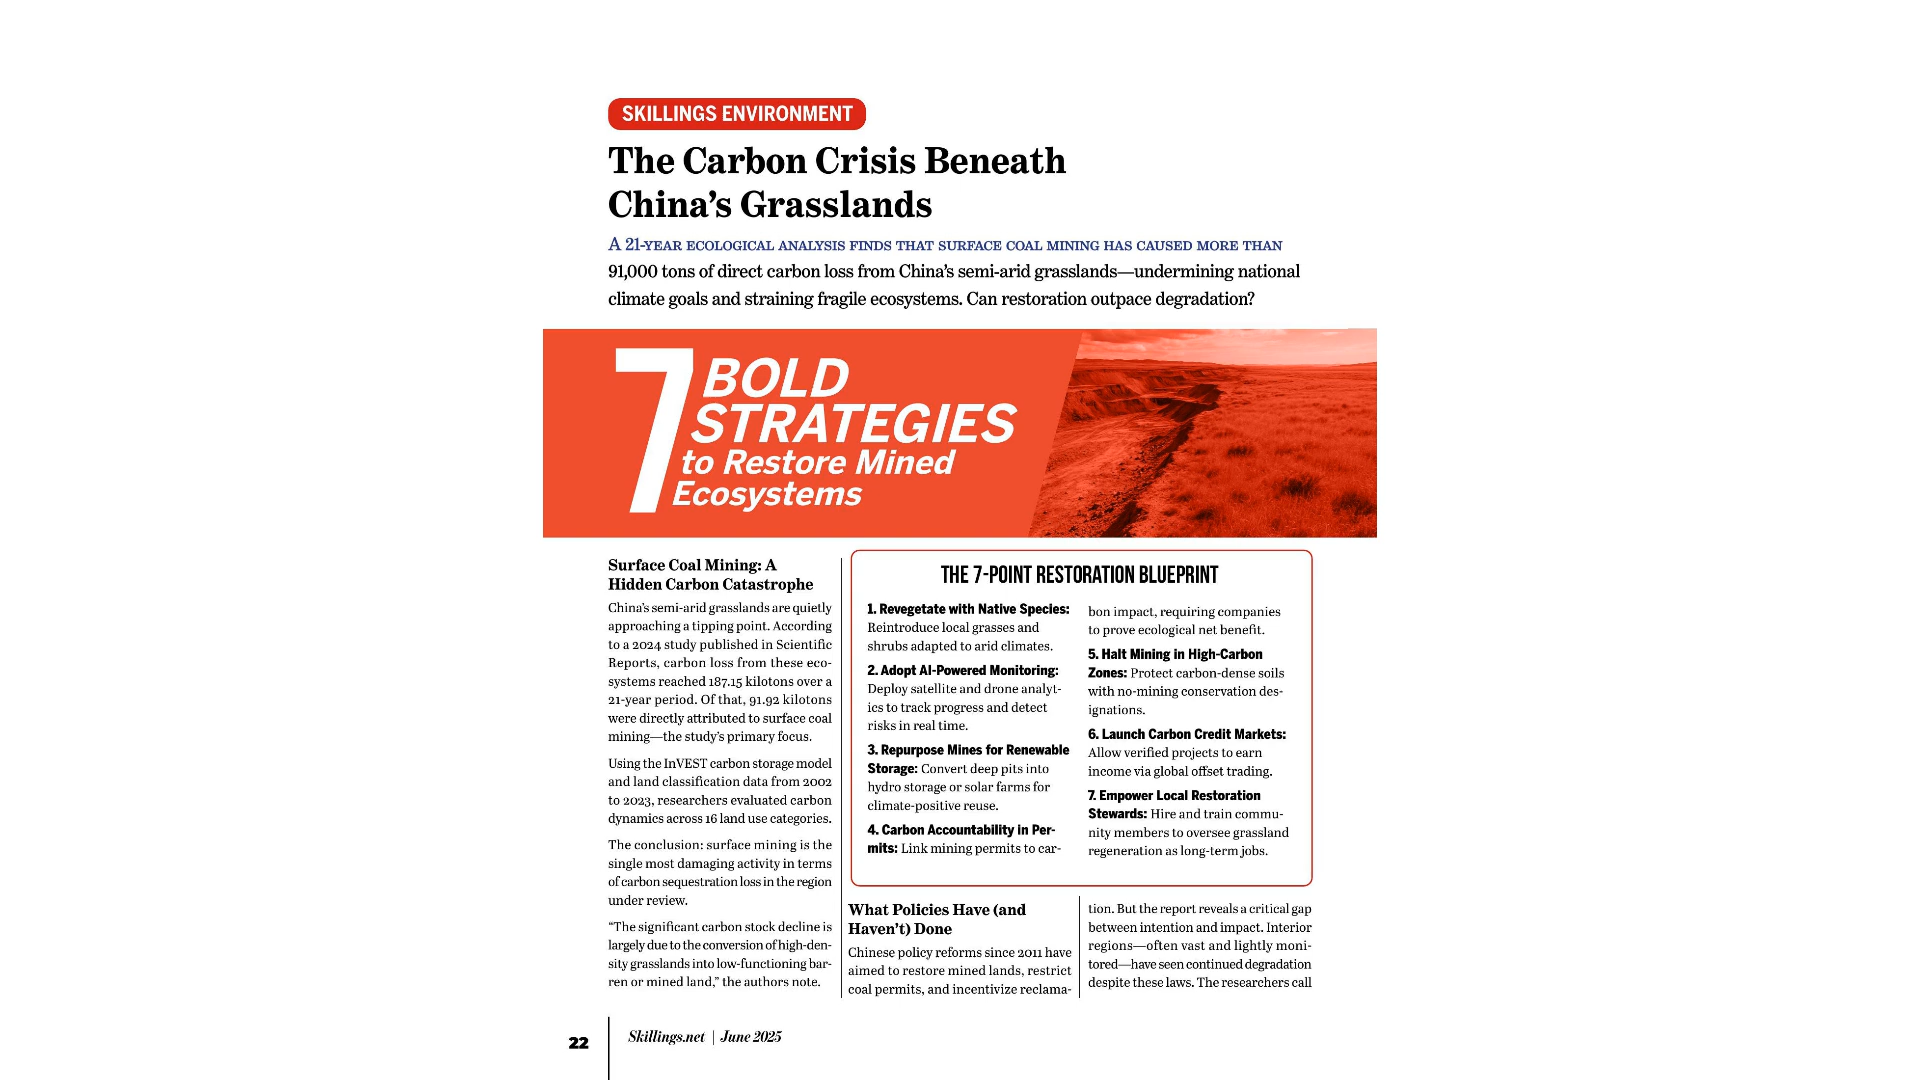 SKILLINGS ENVIRONMENT
The Carbon Crisis Beneath
China's Grasslands
A 21-YEAR ECOLOGICAL ANALYSIS FINDS THAT SURFACE COAL MINING HAS CAUSED MORE THAN
91,000 tons of direct carbon loss from China's semi-arid grasslands—undermining national
climate goals and straining fragile ecosystems. Can restoration outpace degradation?
7 BOLD
STRATEGIES
to Restore Mined
Ecosystems
Surface Coal Mining: A
Hidden Carbon Catastrophe
China's semi-arid grasslands are quietly
approaching a tipping point. According
to a 2024 study published in Scientific
Reports, carbon loss from these eco-
systems reached 187.15 kilotons over a
21-year period. Of that, 91.92 kilotons
were directly attributed to surface coal
mining—the study's primary focus.
Using the InVEST carbon storage model
and land classification data from 2002
to 2023, researchers evaluated carbon
dynamics across 16 land use categories.
The conclusion: surface mining is the
single most damaging activity in terms
of carbon sequestration loss in the region
under review.
"The significant carbon stock decline is
largely due to the conversion of high-den-
sity grasslands into low-functioning bar-
ren or mined land," the authors note.
THE 7-POINT RESTORATION BLUEPRINT
1. Revegetate with Native Species:
Reintroduce local grasses and
shrubs adapted to arid climates.
2. Adopt AI-Powered Monitoring:
Deploy satellite and drone analyt-
ics to track progress and detect
risks in real time.
3. Repurpose Mines for Renewable
Storage: Convert deep pits into
hydro storage or solar farms for
climate-positive reuse.
4. Carbon Accountability in Per-
mits: Link mining permits to car-
bon impact, requiring companies
to prove ecological net benefit.
5. Halt Mining in High-Carbon
Zones: Protect carbon-dense soils
with no-mining conservation des-
ignations.
6. Launch Carbon Credit Markets:
Allow verified projects to earn
income via global offset trading.
7. Empower Local Restoration
Stewards: Hire and train commu-
nity members to oversee grassland
regeneration as long-term jobs.
What Policies Have (and
Haven't) Done
Chinese policy reforms since 2011 have
aimed to restore mined lands, restrict
coal permits, and incentivize reclama-
tion. But the report reveals a critical gap
between intention and impact. Interior
regions—often vast and lightly moni-
tored—have seen continued degradation
despite these laws. The researchers call
22
Skillings.net | June 2025